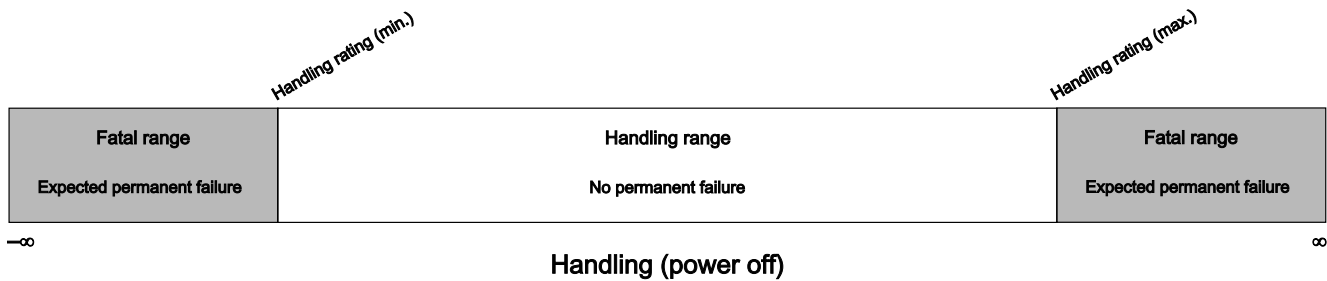 Handling rating (min.)
Handling rating (max.)
Fatal range
Handling range
Fatal range
Expected permanent failure
No permanent failure
Expected permanent failure
–∞
∞
Handling (power off)